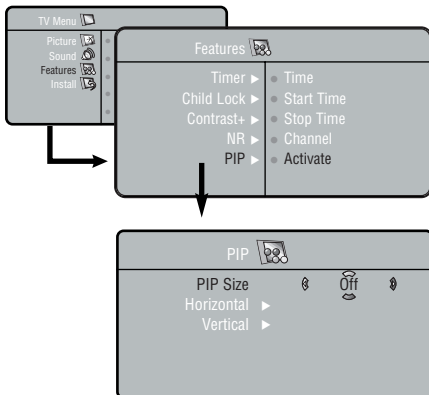 TV Menu
Picture
Sound
Features
Install
Features
Timer ▶ ● Time
Child Lock ▶ ● Start Time
Contrast+ ▶ ● Stop Time
NR ▶ ● Channel
PIP ▶ ● Activate
PIP
PIP Size Off
Horizontal ▶
Vertical ▶